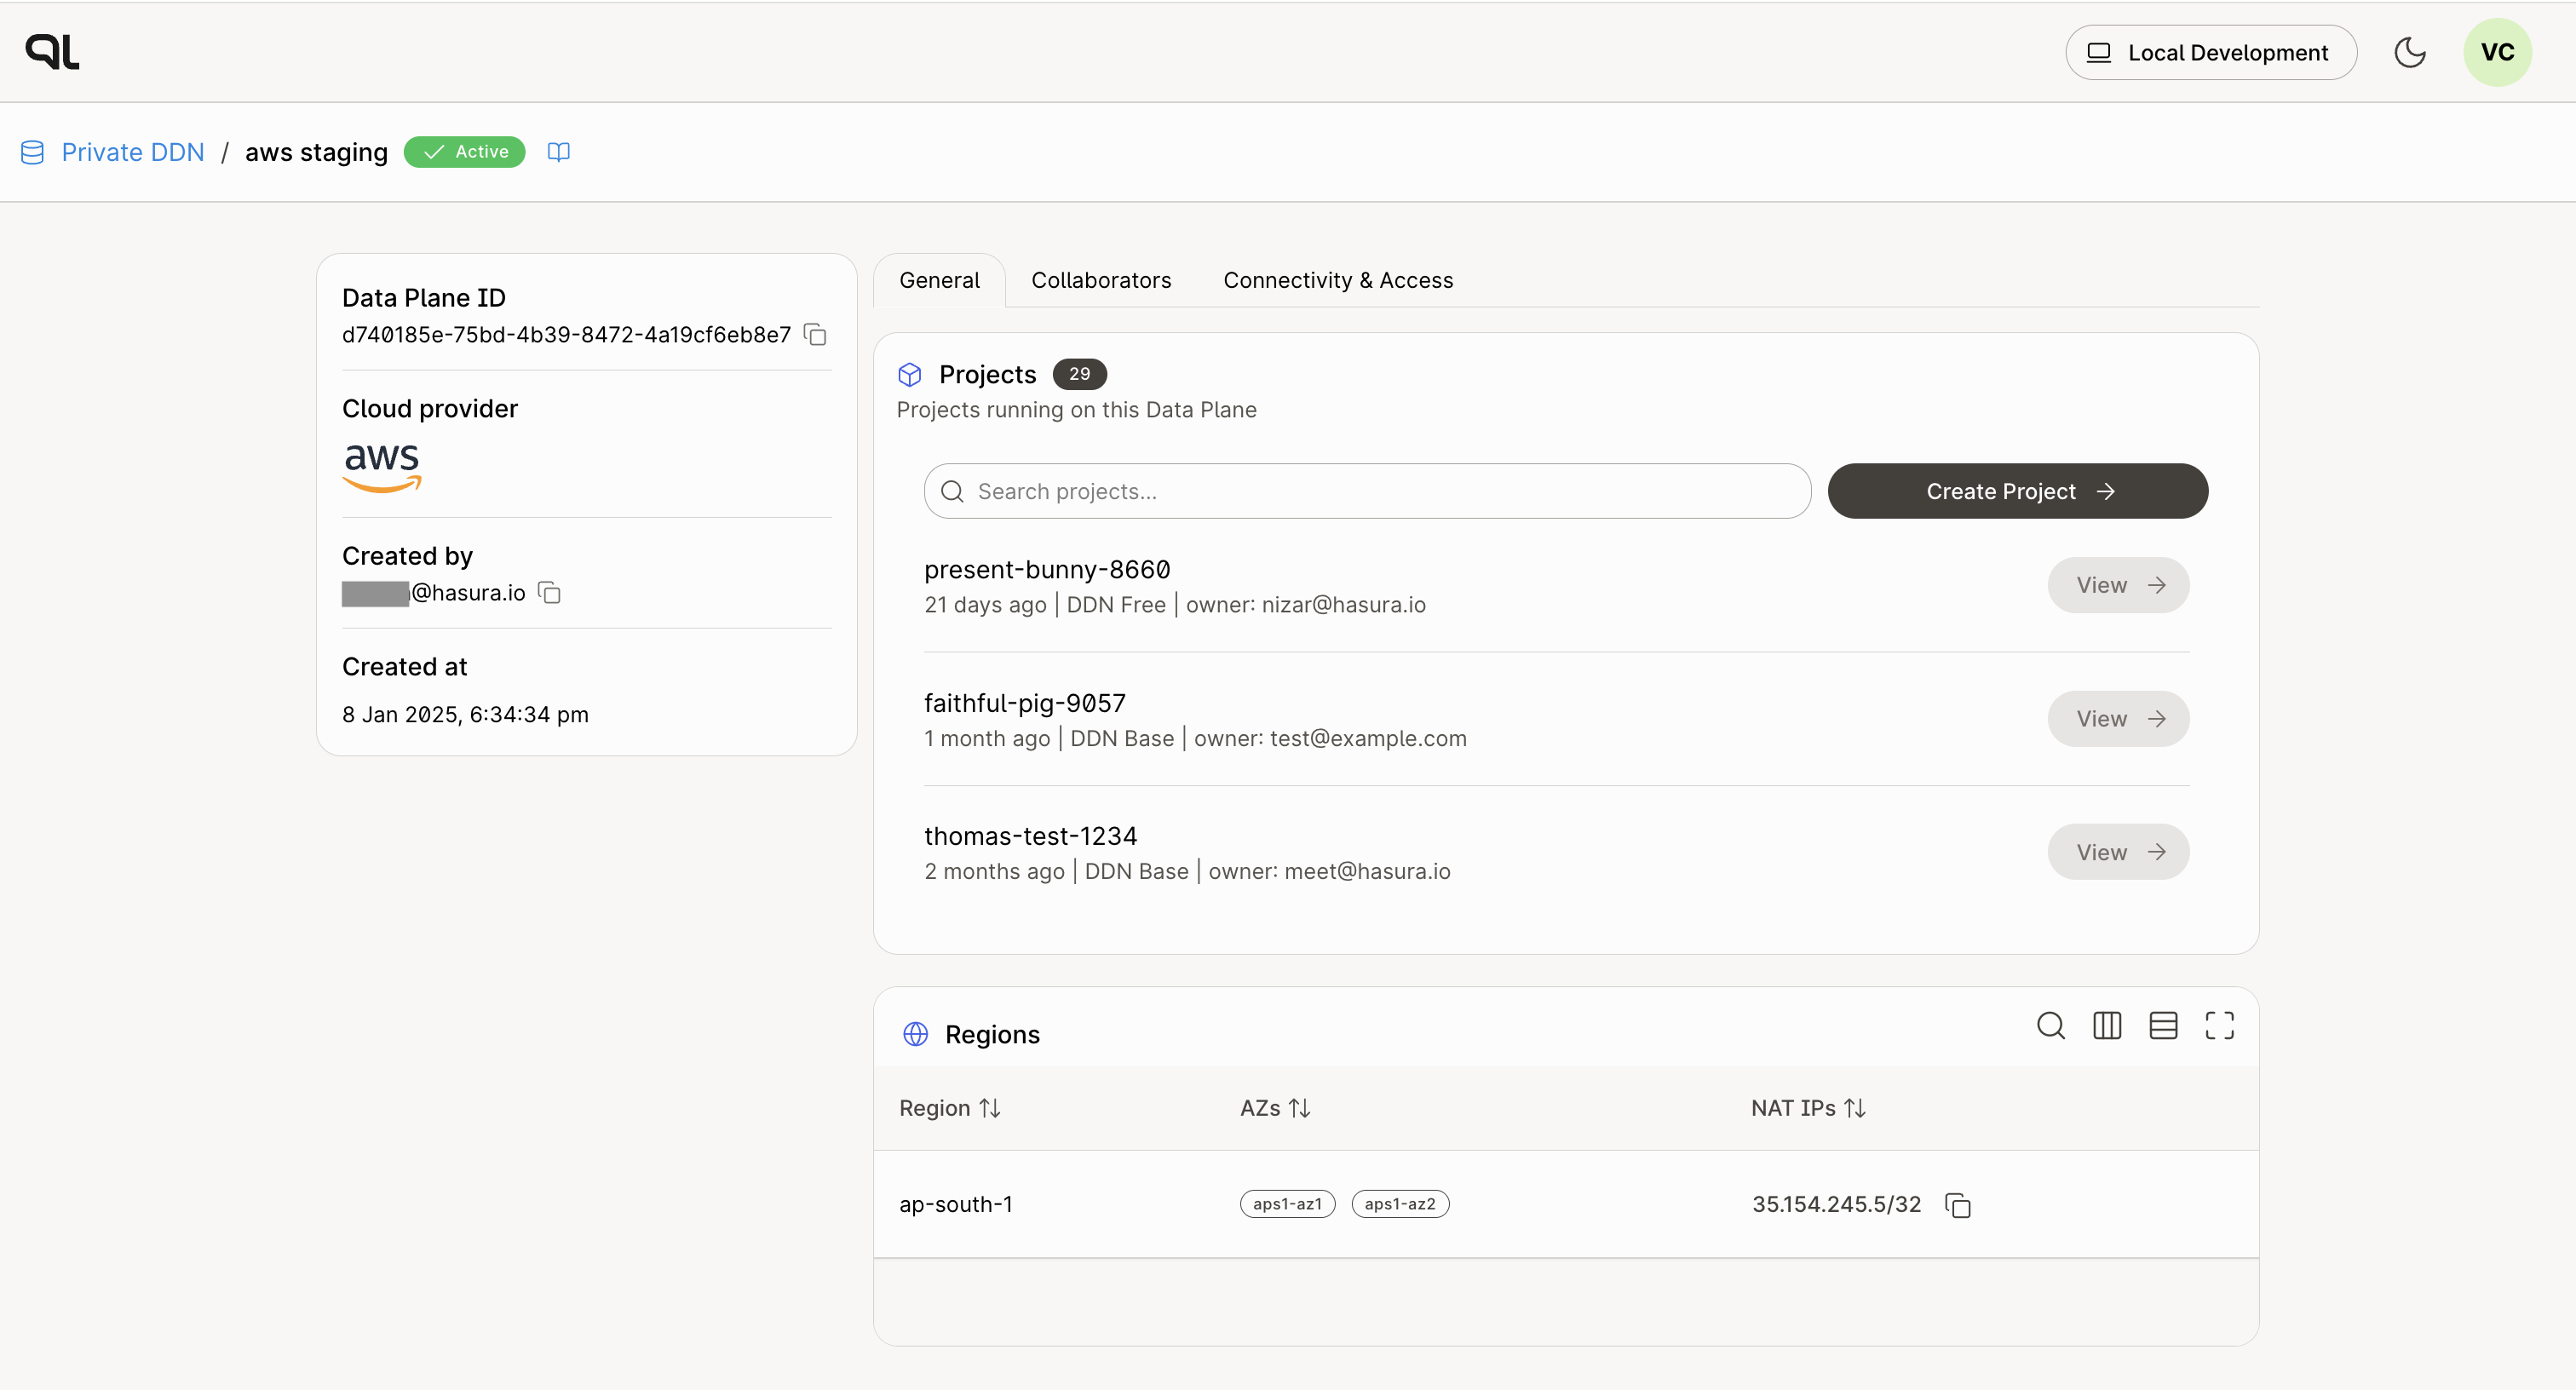 Local Development
VC
Private DDN / aws staging
Active
Data Plane ID
d740185e-75bd-4b39-8472-4a19cf6eb8e7
Cloud provider
aws
Created by
@hasura.io
Created at
8 Jan 2025, 6:34:34 pm
General
Collaborators
Connectivity & Access
Projects 29
Projects running on this Data Plane
Search projects...
Create Project
present-bunny-8660
21 days ago | DDN Free | owner: nizar@hasura.io
View
faithful-pig-9057
1 month ago | DDN Base | owner: test@example.com
View
thomas-test-1234
2 months ago | DDN Base | owner: meet@hasura.io
View
Regions
Region
AZs
NAT IPs
ap-south-1
aps1-az1
aps1-az2
35.154.245.5/32